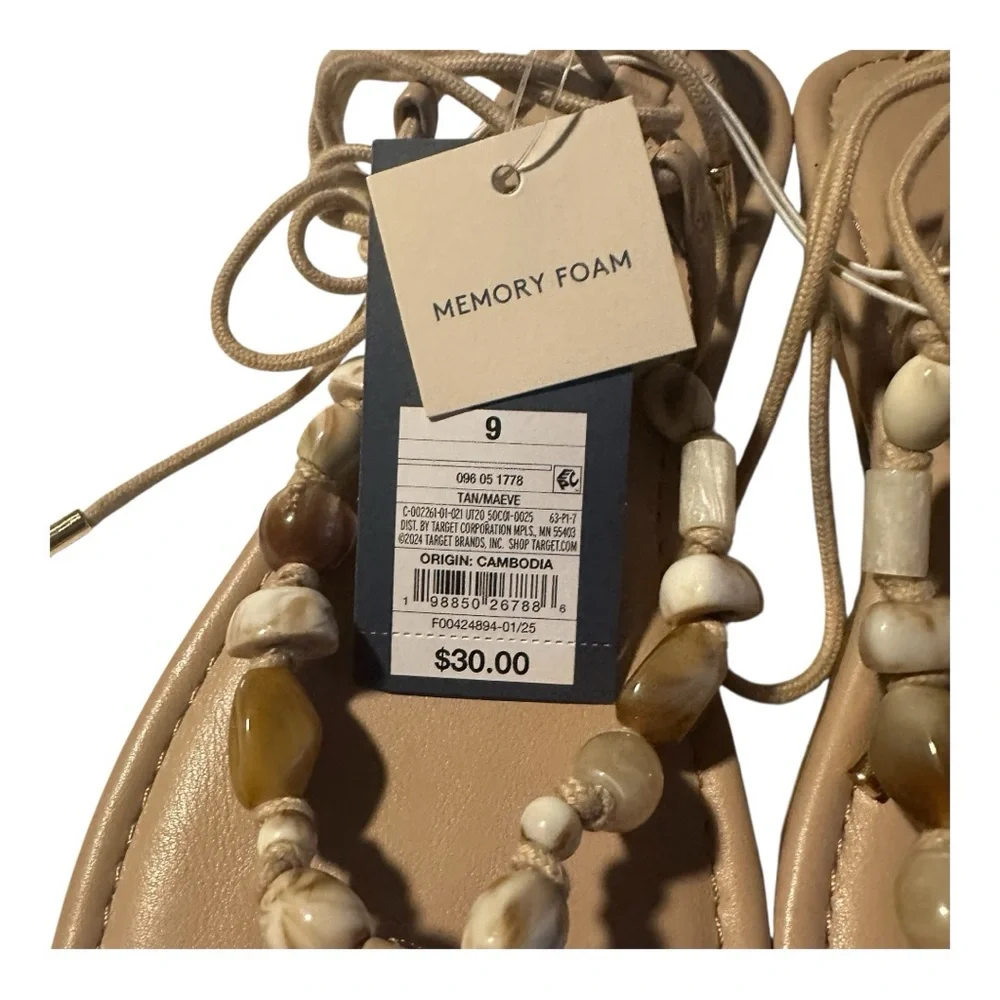 MEMORY FOAM
9
096 05 1778
TAN/MAEVE
C-002261-01-021 UT20 50C01-0025 63-P1-7
DIST. BY TARGET CORPORATION MPLS., MN 55403
©2024 TARGET BRANDS, INC. SHOP TARGET.COM
ORIGIN: CAMBODIA
1 98850 26788 6
F00424894-01/25
$30.00